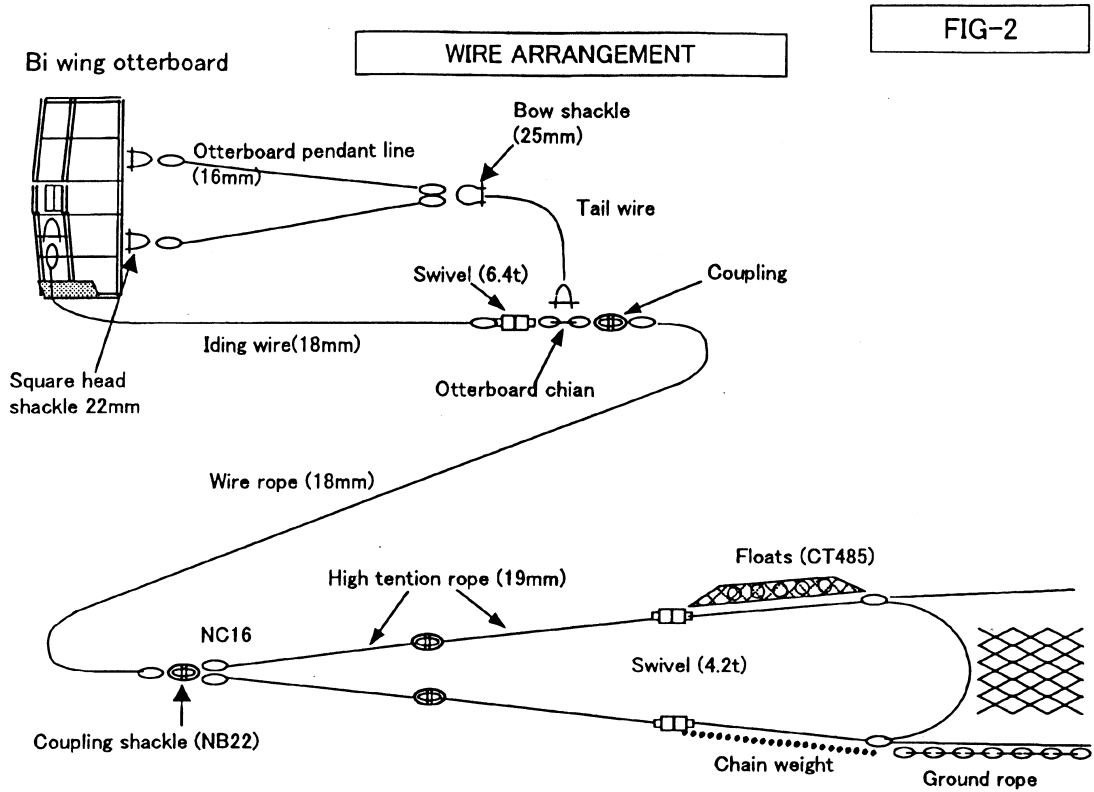 FIG-2
WIRE ARRANGEMENT
Bi wing otterboard
Bow shackle
(25mm)
Otterboard pendant line
(16mm)
Tail wire
Swivel (6.4t)
Coupling
Iding wire(18mm)
Square head
shackle 22mm
Otterboard chian
Wire rope (18mm)
Floats (CT485)
High tention rope (19mm)
NC16
Swivel (4.2t)
Coupling shackle (NB22)
Chain weight
Ground rope